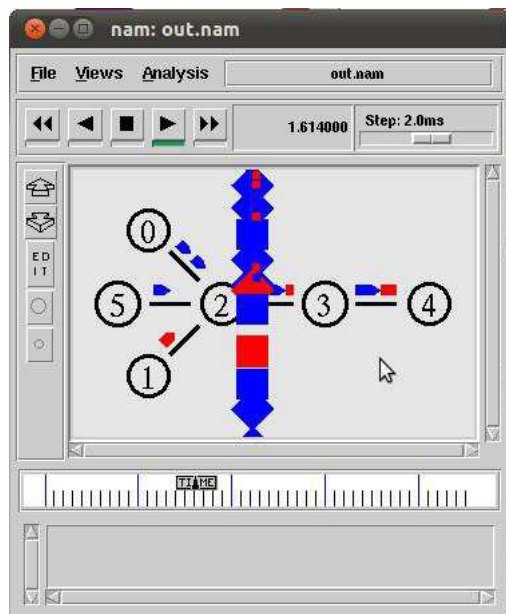 nam: out.nam
File Views Analysis out.nam
1.614000 Step: 2.0ms
E D
I T
0
5 2 3 4
1
TIME